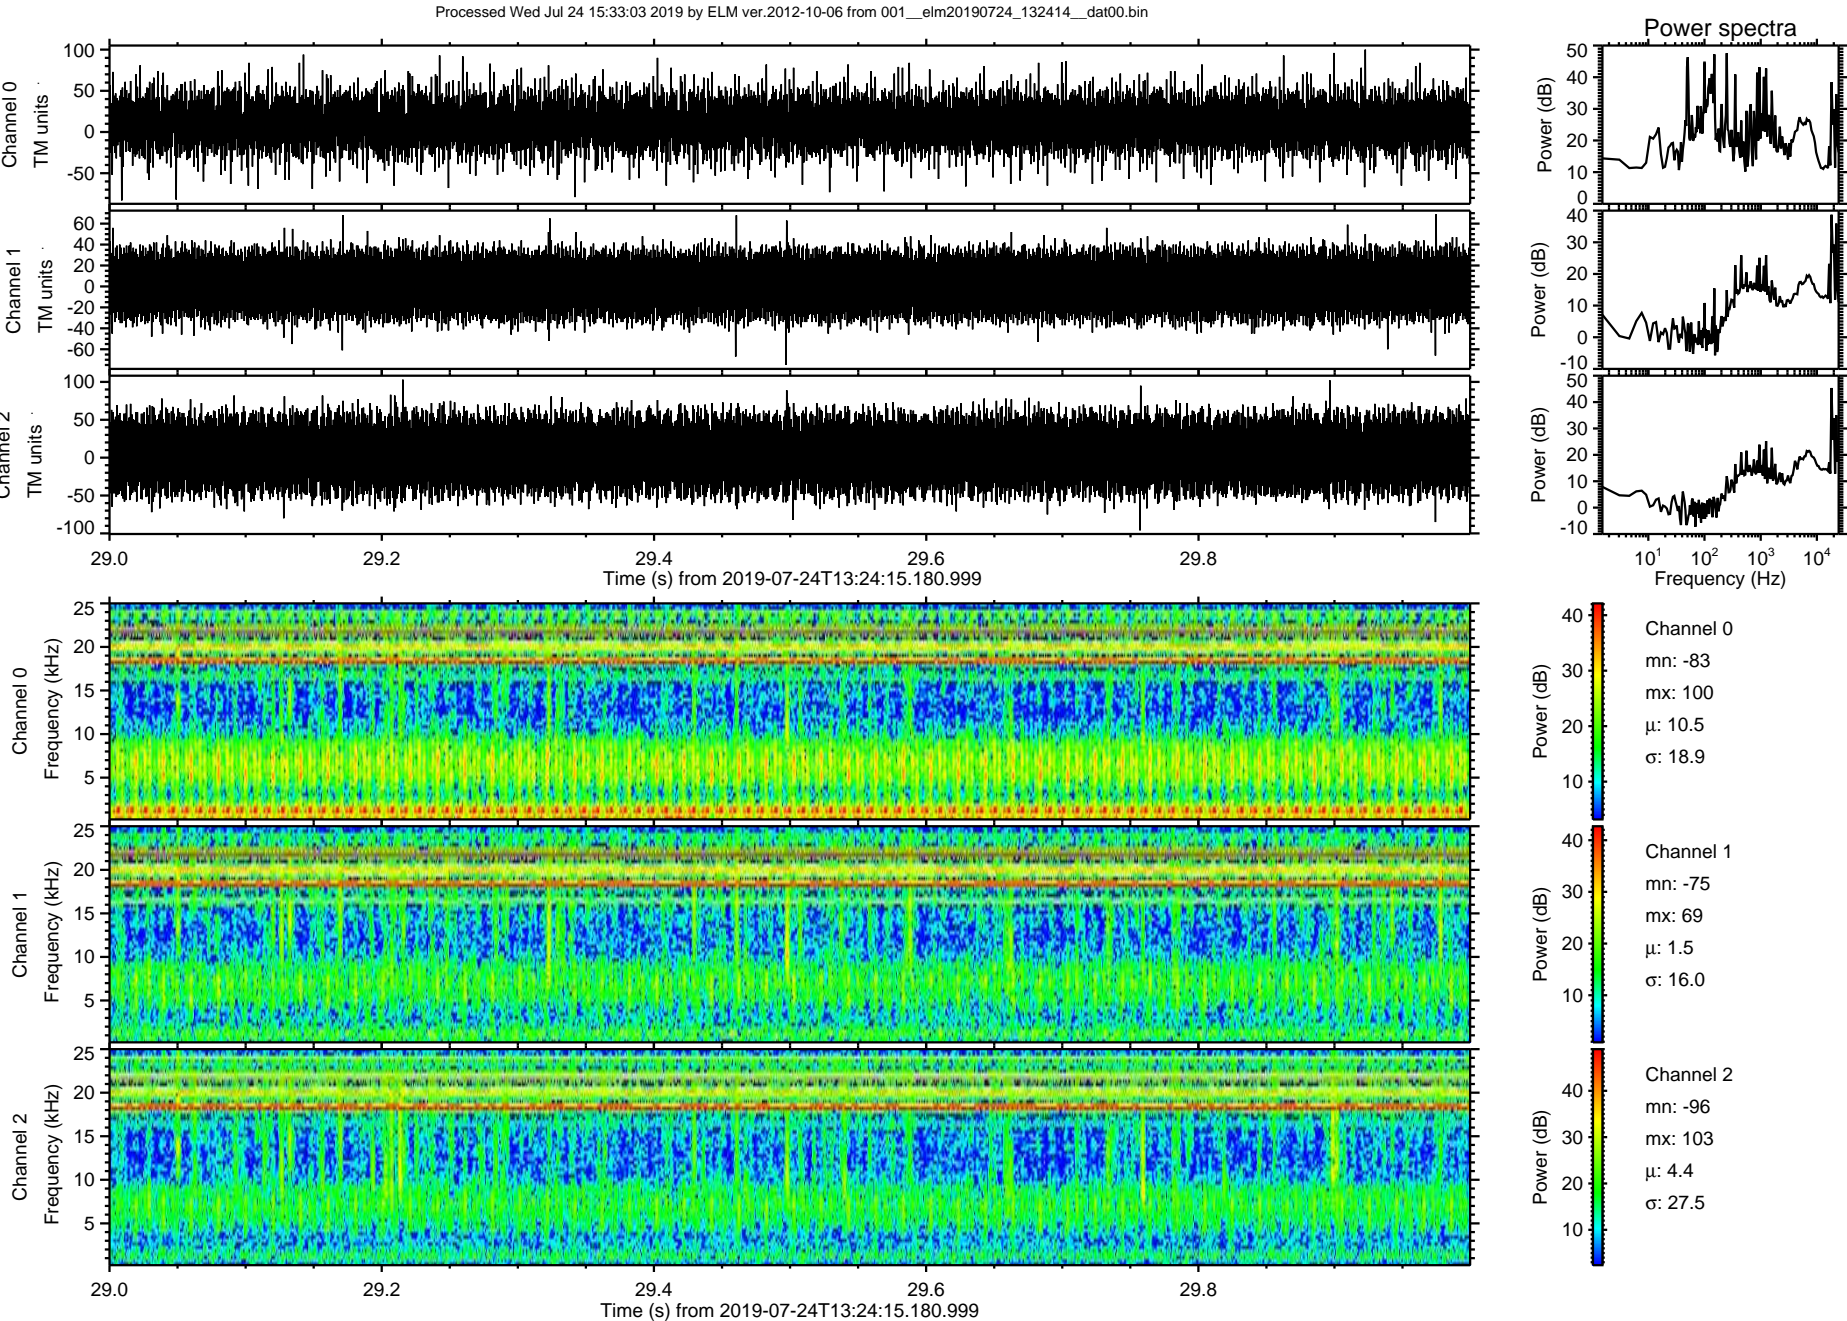 Processed Wed Jul 24 15:33:03 2019 by ELM ver.2012-10-06 from 001__elm20190724_132414__dat00.bin
Power spectra
Channel 0
TM units
100
50
0
-50
Power (dB)
50
40
30
20
10
0
Channel 1
TM units
60
40
20
0
-20
-40
-60
Power (dB)
40
30
20
10
0
-10
Channel 2
TM units
100
50
0
-50
-100
Power (dB)
50
40
30
20
10
0
-10
29.0 29.2 29.4 29.6 29.8
Time (s) from 2019-07-24T13:24:15.180.999
10¹ 10² 10³ 10⁴
Frequency (Hz)
Channel 0
Frequency (kHz)
25
20
15
10
5
Power (dB)
40
30
20
10
Channel 0
mn: -83
mx: 100
μ: 10.5
σ: 18.9
Channel 1
Frequency (kHz)
25
20
15
10
5
Power (dB)
40
30
20
10
Channel 1
mn: -75
mx: 69
μ: 1.5
σ: 16.0
Channel 2
Frequency (kHz)
25
20
15
10
5
Power (dB)
40
30
20
10
Channel 2
mn: -96
mx: 103
μ: 4.4
σ: 27.5
29.0 29.2 29.4 29.6 29.8
Time (s) from 2019-07-24T13:24:15.180.999